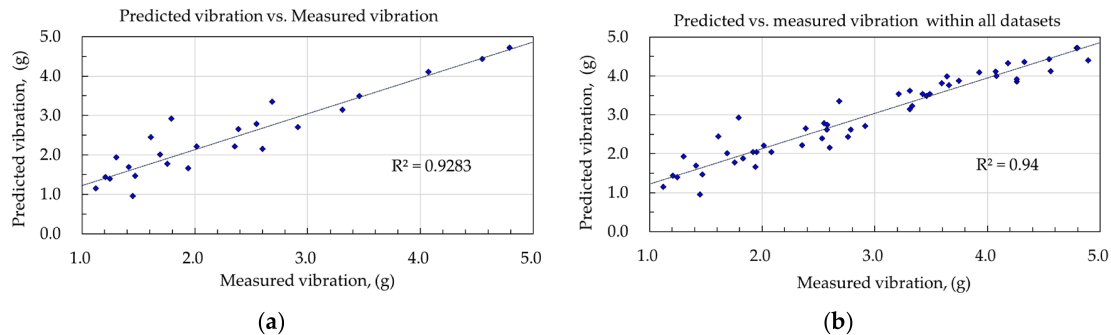 Predicted vibration vs. Measured vibration
Predicted vibration, (g)
5.0
4.0
3.0
2.0
1.0
0.0
R² = 0.9283
1.0 2.0 3.0 4.0 5.0
Measured vibration, (g)
(a)
Predicted vs. measured vibration within all datasets
Predicted vibration, (g)
5.0
4.0
3.0
2.0
1.0
0.0
R² = 0.94
1.0 2.0 3.0 4.0 5.0
Measured vibration, (g)
(b)